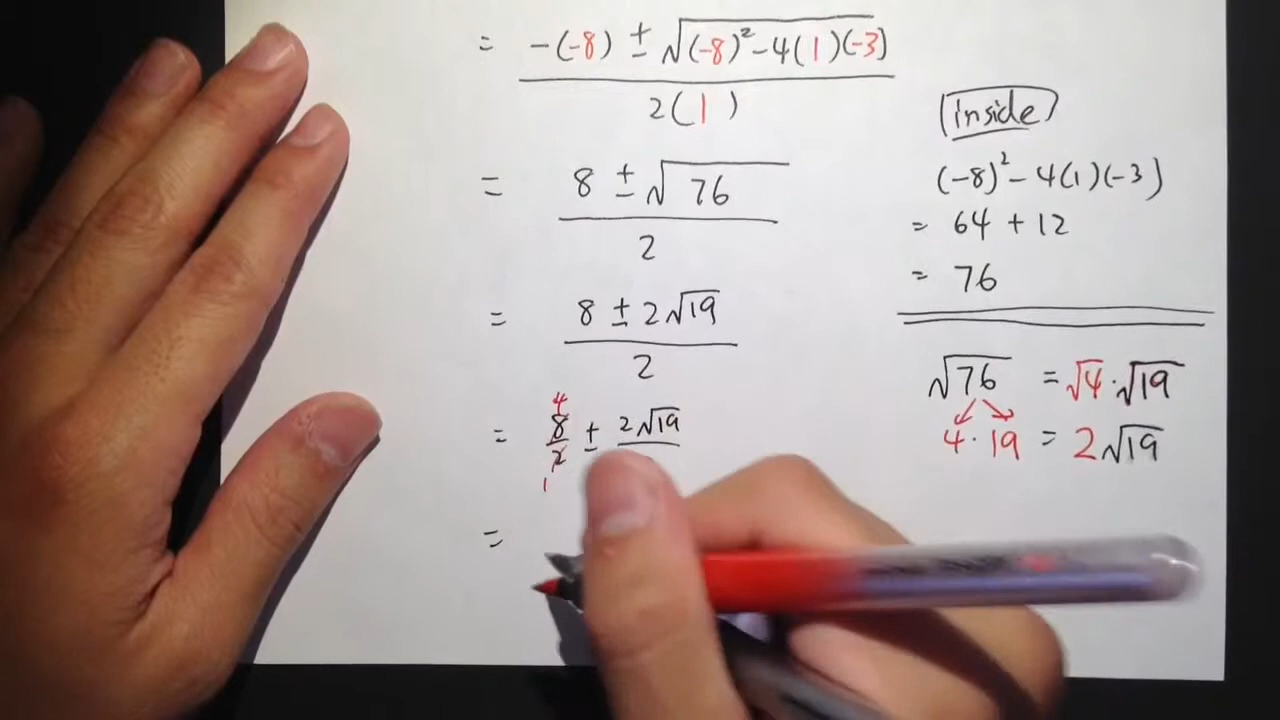 = -(-8) ± √(-8)² - 4(1)(-3)
2(1)
= 8 ± √76
2
= 8 ± 2√19
2
4
= 8 ± 2√19
2
1
=
inside
(-8)² - 4(1)(-3)
= 64 + 12
= 76
√76 = √4 · √19
4 · 19 = 2√19